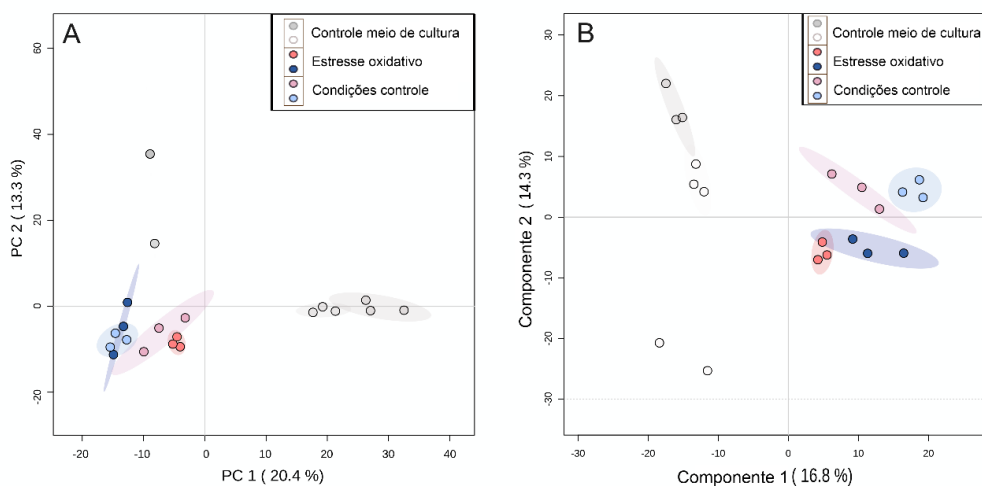 A
Controle meio de cultura
Estresse oxidativo
Condições controle
60
40
20
0
-20
PC 2 ( 13.3 %)
-20
-10
0
10
20
30
40
PC 1 ( 20.4 %)
B
Controle meio de cultura
Estresse oxidativo
Condições controle
30
20
10
0
-10
-20
-30
Componente 2 ( 14.3 %)
-30
-20
-10
0
10
20
Componente 1 ( 16.8 %)